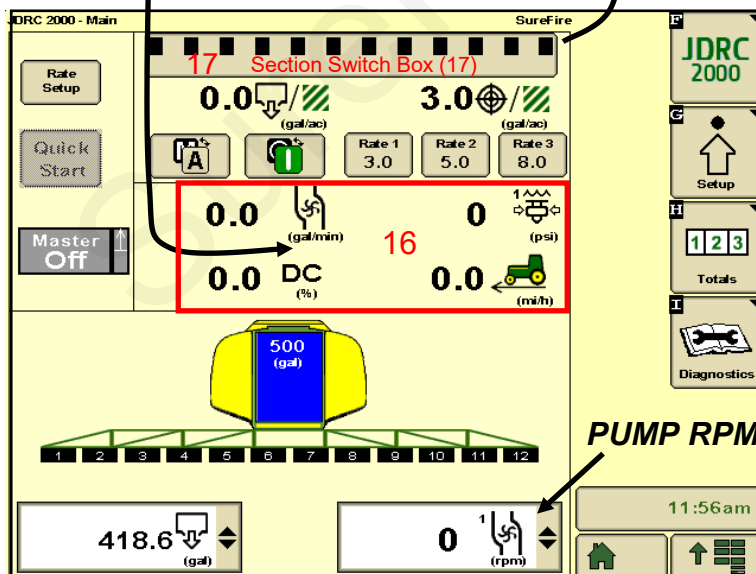 JDRC 2000 - Main
SureFire
17 Section Switch Box (17)
Rate
Setup
0.0 / (gal/ac)
3.0 / (gal/ac)
Quick
Start
A
I
Rate 1
3.0
Rate 2
5.0
Rate 3
8.0
Master
Off
0.0 (gal/min)
1
0 (psi)
16
0.0 DC (%)
0.0 (mi/h)
500
(gal)
1 2 3 4 5 6 7 8 9 10 11 12
PUMP RPM
418.6 (gal)
0 1 (rpm)
F
JDRC
2000
G
Setup
H
1 2 3
Totals
I
Diagnostics
11:56am